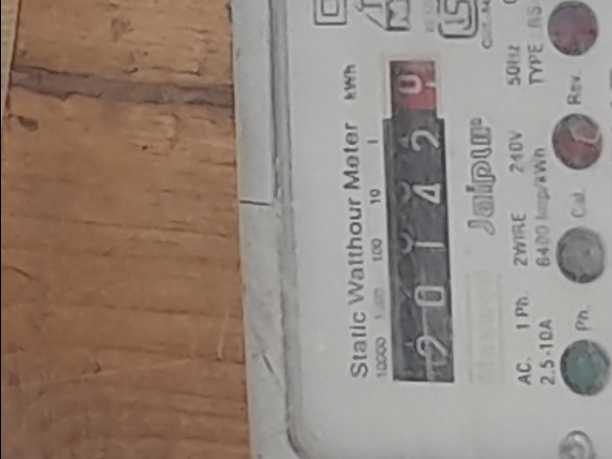 Static Watthour Meter kWh
10000 1000 100 10 1
2 0 1 4 2 0
Jaipur
AC. 1 Ph. 2WIRE 240V 50Hz
2.5-10A 6400 Imp/kWh TYPE RS
Ph. Cal. Rev.